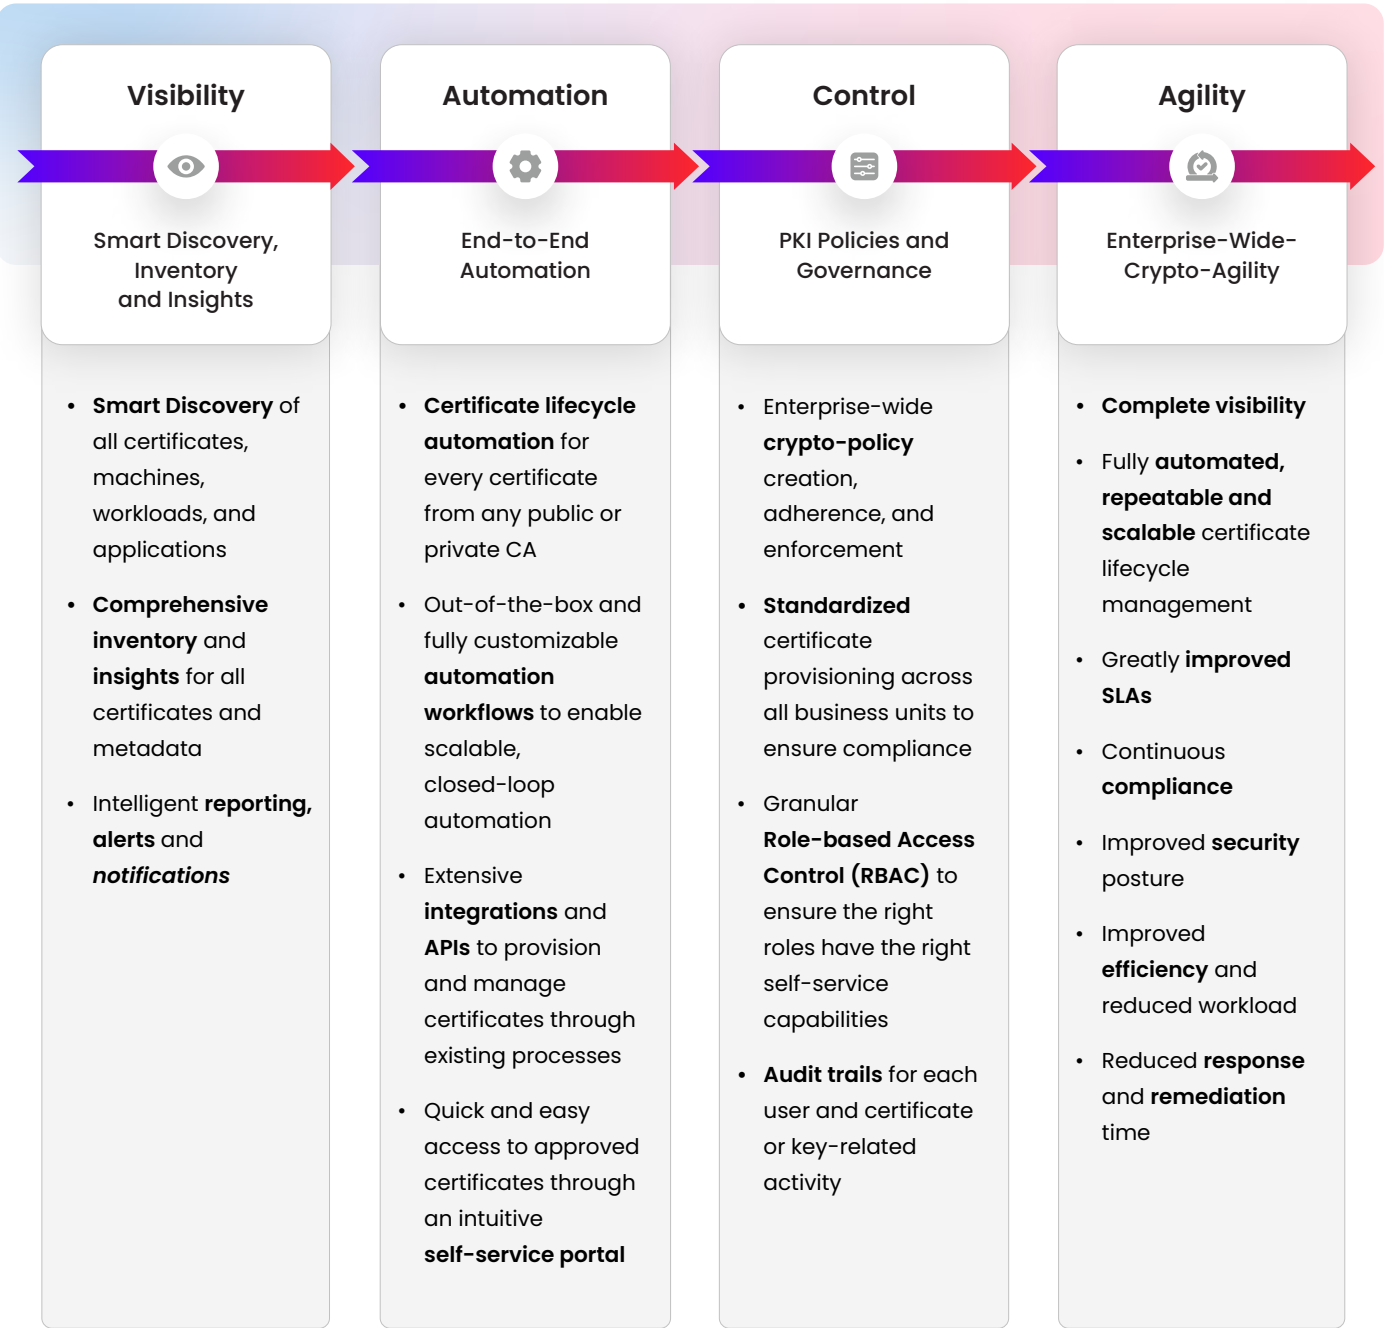 Visibility
Smart Discovery,
Inventory
and Insights
• Smart Discovery of
all certificates,
machines,
workloads, and
applications
• Comprehensive
inventory and
insights for all
certificates and
metadata
• Intelligent reporting,
alerts and
notifications
Automation
End-to-End
Automation
• Certificate lifecycle
automation for
every certificate
from any public or
private CA
• Out-of-the-box and
fully customizable
automation
workflows to enable
scalable,
closed-loop
automation
• Extensive
integrations and
APIs to provision
and manage
certificates through
existing processes
• Quick and easy
access to approved
certificates through
an intuitive
self-service portal
Control
PKI Policies and
Governance
• Enterprise-wide
crypto-policy
creation,
adherence, and
enforcement
• Standardized
certificate
provisioning across
all business units to
ensure compliance
• Granular
Role-based Access
Control (RBAC) to
ensure the right
roles have the right
self-service
capabilities
• Audit trails for each
user and certificate
or key-related
activity
Agility
Enterprise-Wide-
Crypto-Agility
• Complete visibility
• Fully automated,
repeatable and
scalable certificate
lifecycle
management
• Greatly improved
SLAs
• Continuous
compliance
• Improved security
posture
• Improved
efficiency and
reduced workload
• Reduced response
and remediation
time